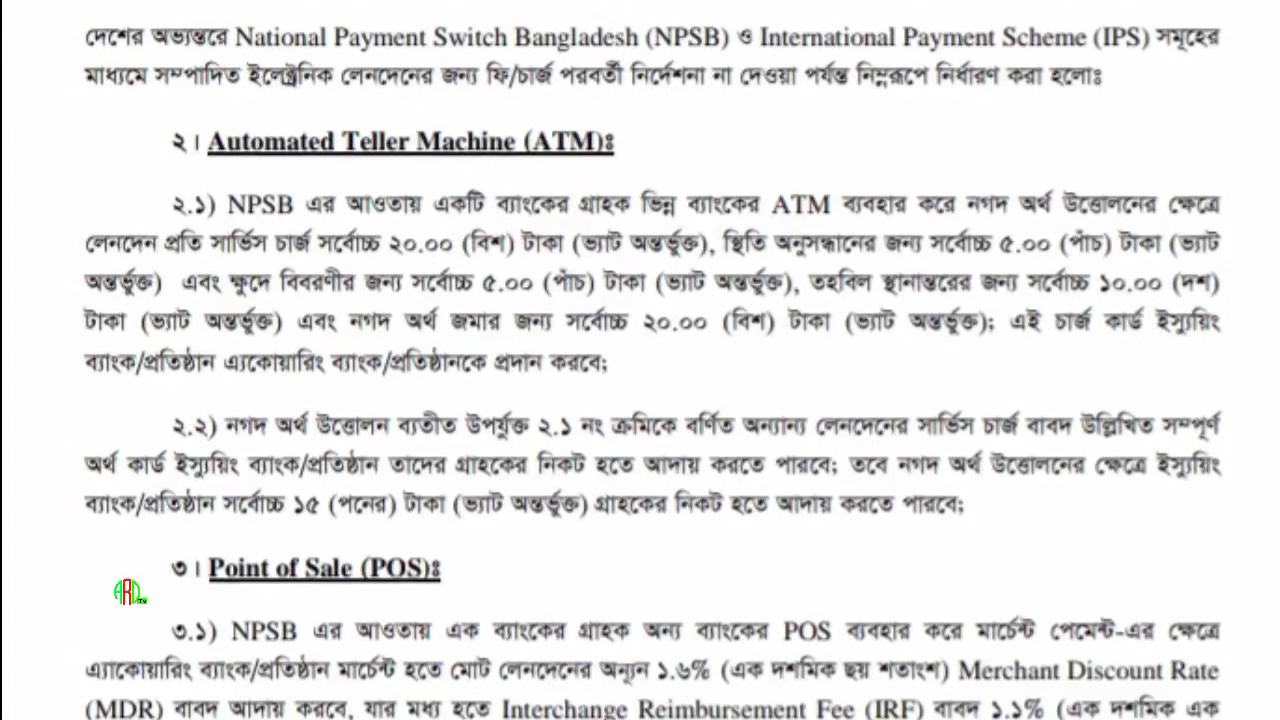 দেশের অভ্যন্তরে National Payment Switch Bangladesh (NPSB) ও International Payment Scheme (IPS) সমূহের
মাধ্যমে সম্পাদিত ইলেক্ট্রনিক লেনদেনের জন্য ফি/চার্জ পরবর্তী নির্দেশনা না দেওয়া পর্যন্ত নিম্নরূপে নির্ধারণ করা হলোঃ
২। Automated Teller Machine (ATM)ঃ
২.১) NPSB এর আওতায় একটি ব্যাংকের গ্রাহক ভিন্ন ব্যাংকের ATM ব্যবহার করে নগদ অর্থ উত্তোলনের ক্ষেত্রে
লেনদেন প্রতি সার্ভিস চার্জ সর্বোচ্চ ২০.০০ (বিশ) টাকা (ভ্যাট অন্তর্ভুক্ত), স্থিতি অনুসন্ধানের জন্য সর্বোচ্চ ৫.০০ (পাঁচ) টাকা (ভ্যাট
অন্তর্ভুক্ত) এবং ক্ষুদে বিবরণীর জন্য সর্বোচ্চ ৫.০০ (পাঁচ) টাকা (ভ্যাট অন্তর্ভুক্ত), তহবিল স্থানান্তরের জন্য সর্বোচ্চ ১০.০০ (দশ)
টাকা (ভ্যাট অন্তর্ভুক্ত) এবং নগদ অর্থ জমার জন্য সর্বোচ্চ ২০.০০ (বিশ) টাকা (ভ্যাট অন্তর্ভুক্ত); এই চার্জ কার্ড ইস্যুয়িং
ব্যাংক/প্রতিষ্ঠান এ্যকোয়ারিং ব্যাংক/প্রতিষ্ঠানকে প্রদান করবে;
২.২) নগদ অর্থ উত্তোলন ব্যতীত উপর্যুক্ত ২.১ নং ক্রমিকে বর্ণিত অন্যান্য লেনদেনের সার্ভিস চার্জ বাবদ উল্লিখিত সম্পূর্ণ
অর্থ কার্ড ইস্যুয়িং ব্যাংক/প্রতিষ্ঠান তাদের গ্রাহকের নিকট হতে আদায় করতে পারবে; তবে নগদ অর্থ উত্তোলনের ক্ষেত্রে ইস্যুয়িং
ব্যাংক/প্রতিষ্ঠান সর্বোচ্চ ১৫ (পনের) টাকা (ভ্যাট অন্তর্ভুক্ত) গ্রাহকের নিকট হতে আদায় করতে পারবে;
৩। Point of Sale (POS)ঃ
ARD TV
৩.১) NPSB এর আওতায় এক ব্যাংকের গ্রাহক অন্য ব্যাংকের POS ব্যবহার করে মার্চেন্ট পেমেন্ট-এর ক্ষেত্রে
এ্যাকোয়ারিং ব্যাংক/প্রতিষ্ঠান মার্চেন্ট হতে মোট লেনদেনের অন্যূন ১.৬% (এক দশমিক ছয় শতাংশ) Merchant Discount Rate
(MDR) বাবদ আদায় করবে, যার মধ্য হতে Interchange Reimbursement Fee (IRF) বাবদ ১.১% (এক দশমিক এক